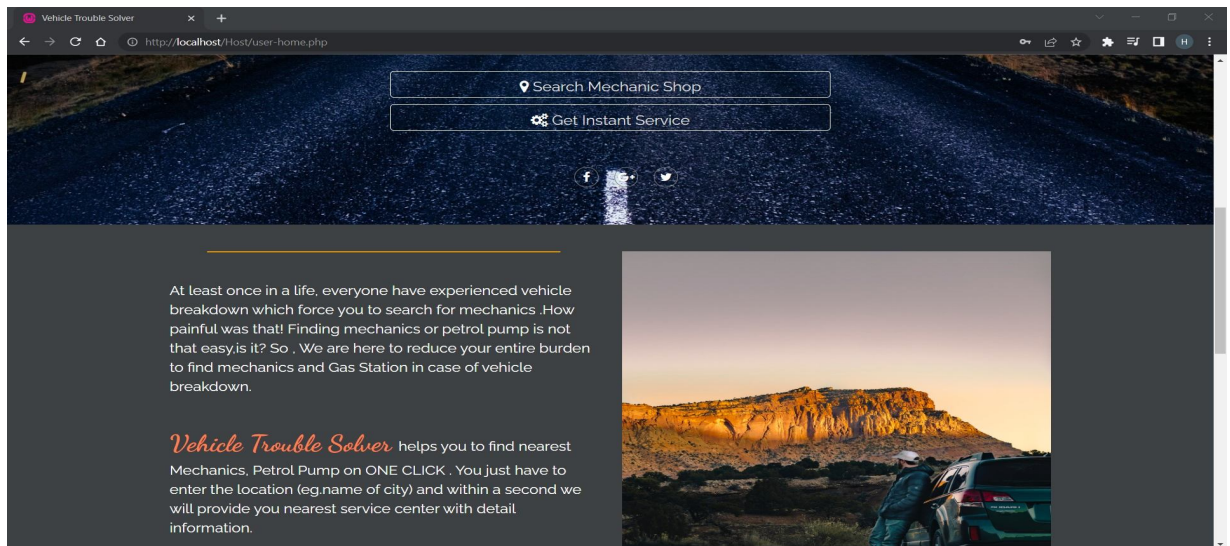 Vehicle Trouble Solver
http://localhost/Host/user-home.php
H
Search Mechanic Shop
Get Instant Service
At least once in a life, everyone have experienced vehicle
breakdown which force you to search for mechanics .How
painful was that! Finding mechanics or petrol pump is not
that easy,is it? So , We are here to reduce your entire burden
to find mechanics and Gas Station in case of vehicle
breakdown.
Vehicle Trouble Solver helps you to find nearest
Mechanics, Petrol Pump on ONE CLICK . You just have to
enter the location (eg.name of city) and within a second we
will provide you nearest service center with detail
information.